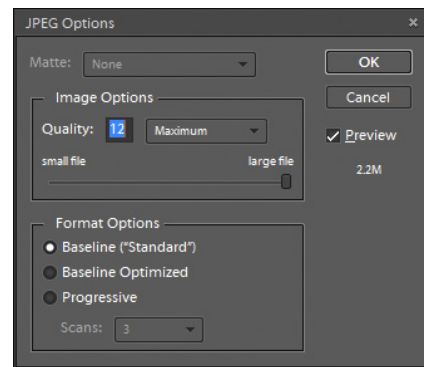 JPEG Options
×
Matte: None
OK
Image Options
Cancel
Quality: 12 Maximum
Preview
small file large file
2.2M
Format Options
Baseline ("Standard")
Baseline Optimized
Progressive
Scans: 3